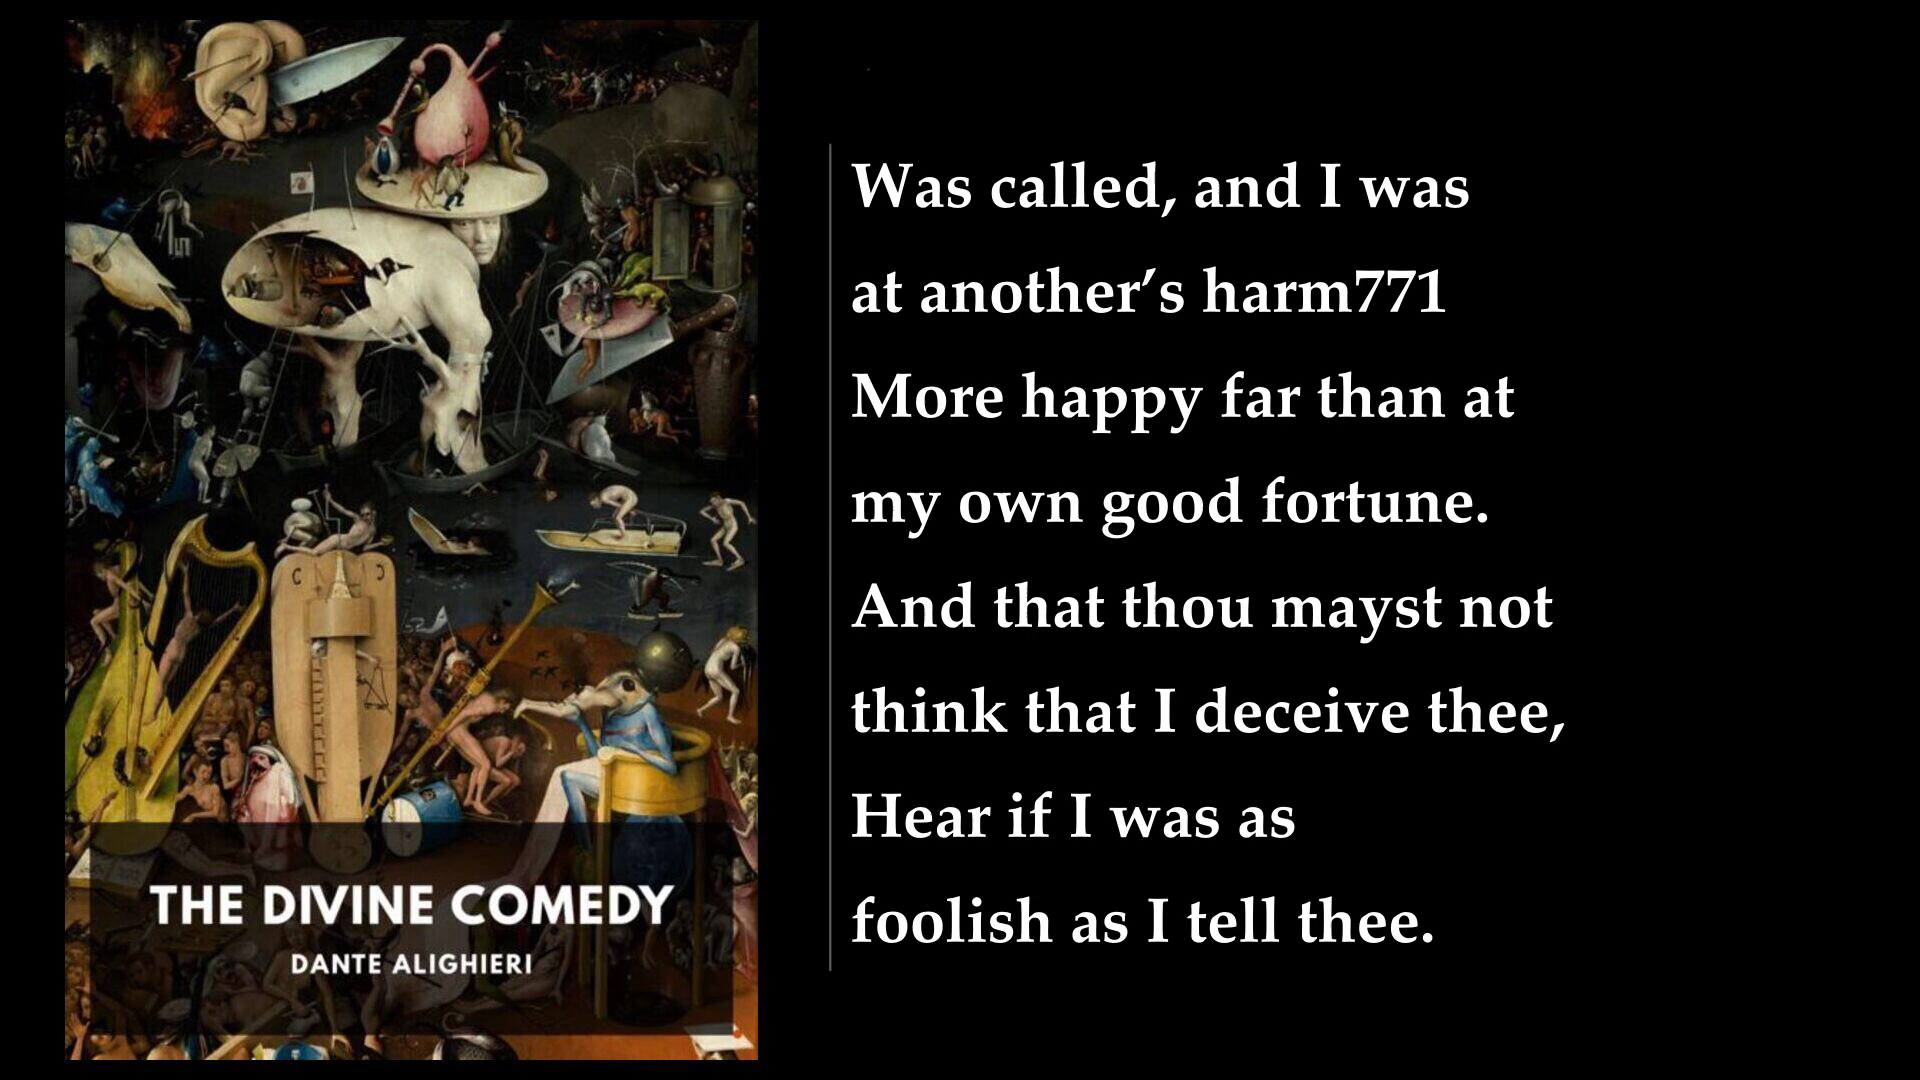 THE DIVINE COMEDY
DANTE ALIGHIERI
Was called, and I was
at another’s harm771
More happy far than at
my own good fortune.
And that thou mayst not
think that I deceive thee,
Hear if I was as
foolish as I tell thee.